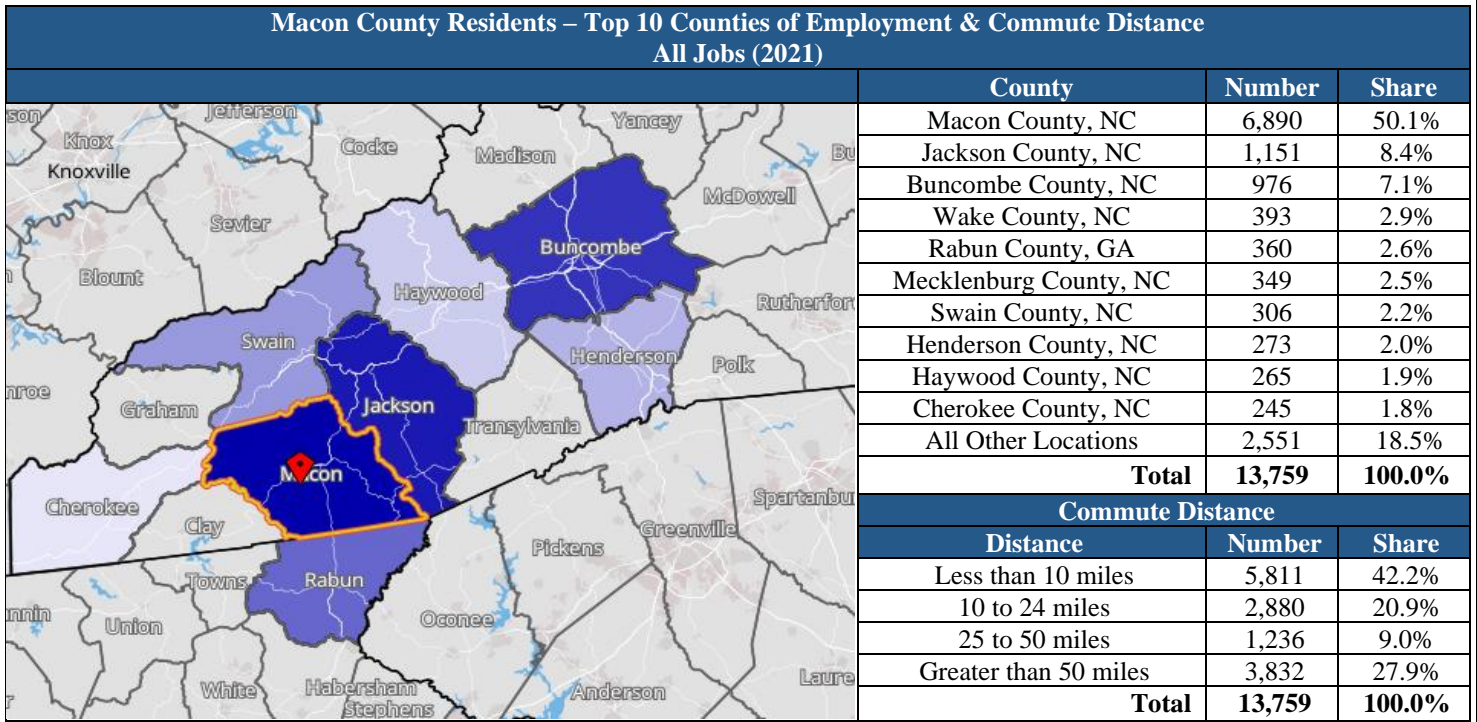 Macon County Residents – Top 10 Counties of Employment & Commute Distance
All Jobs (2021)
County Number Share
Macon County, NC 6,890 50.1%
Jackson County, NC 1,151 8.4%
Buncombe County, NC 976 7.1%
Wake County, NC 393 2.9%
Rabun County, GA 360 2.6%
Mecklenburg County, NC 349 2.5%
Swain County, NC 306 2.2%
Henderson County, NC 273 2.0%
Haywood County, NC 265 1.9%
Cherokee County, NC 245 1.8%
All Other Locations 2,551 18.5%
Total 13,759 100.0%
Commute Distance
Distance Number Share
Less than 10 miles 5,811 42.2%
10 to 24 miles 2,880 20.9%
25 to 50 miles 1,236 9.0%
Greater than 50 miles 3,832 27.9%
Total 13,759 100.0%
son
Jefferson
Yancey
Knox
Cocke
Madison
Bu
Knoxville
McDowell
Sevier
Buncombe
Blount
Haywood
Rutherford
Swain
Henderson
Polk
nroe
Graham
Jackson
Transylvania
Macon
Cherokee
Spartanbu
Clay
Greenville
Pickens
Towns
Rabun
nnin
Union
Oconee
White
Habersham
Stephens
Anderson
Laure